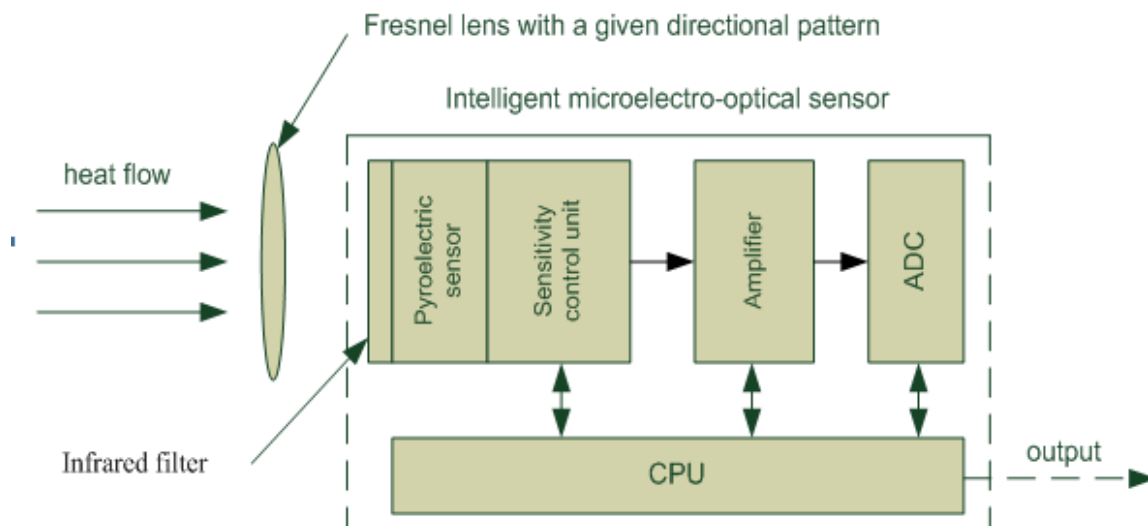 Fresnel lens with a given directional pattern
Intelligent microelectro-optical sensor
heat flow
Pyroelectric
sensor
Sensitivity
control unit
Amplifier
ADC
Infrared filter
CPU
output